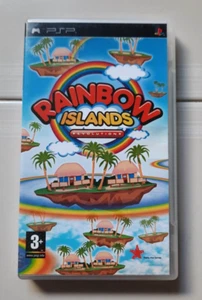 PSP
RAINBOW
ISLANDS
EVOLUTION
3+